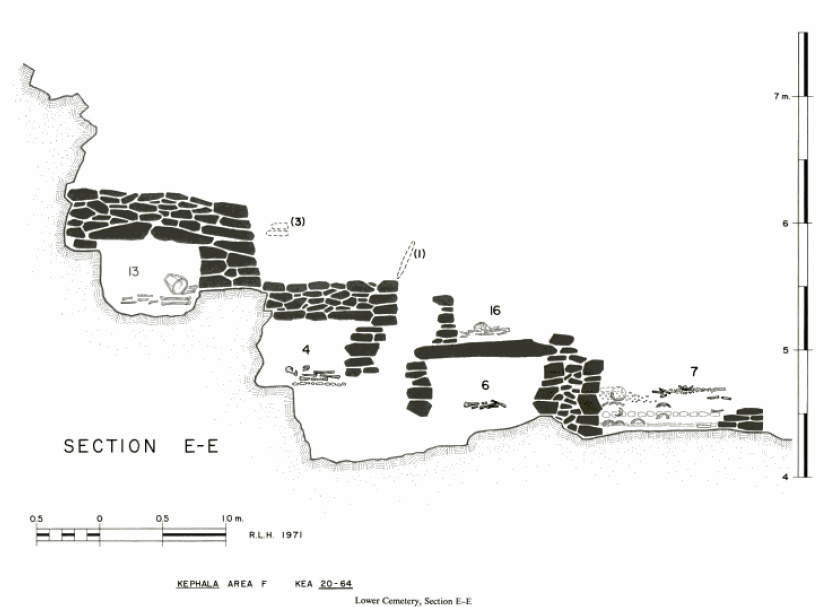 7 m.
(3)
6
(1)
13
16
5
4
7
6
SECTION E-E
4
0.5 0 0.5 1.0 m.
R.L.H. 1971
KEPHALA AREA F KEA 20-64
Lower Cemetery, Section E-E